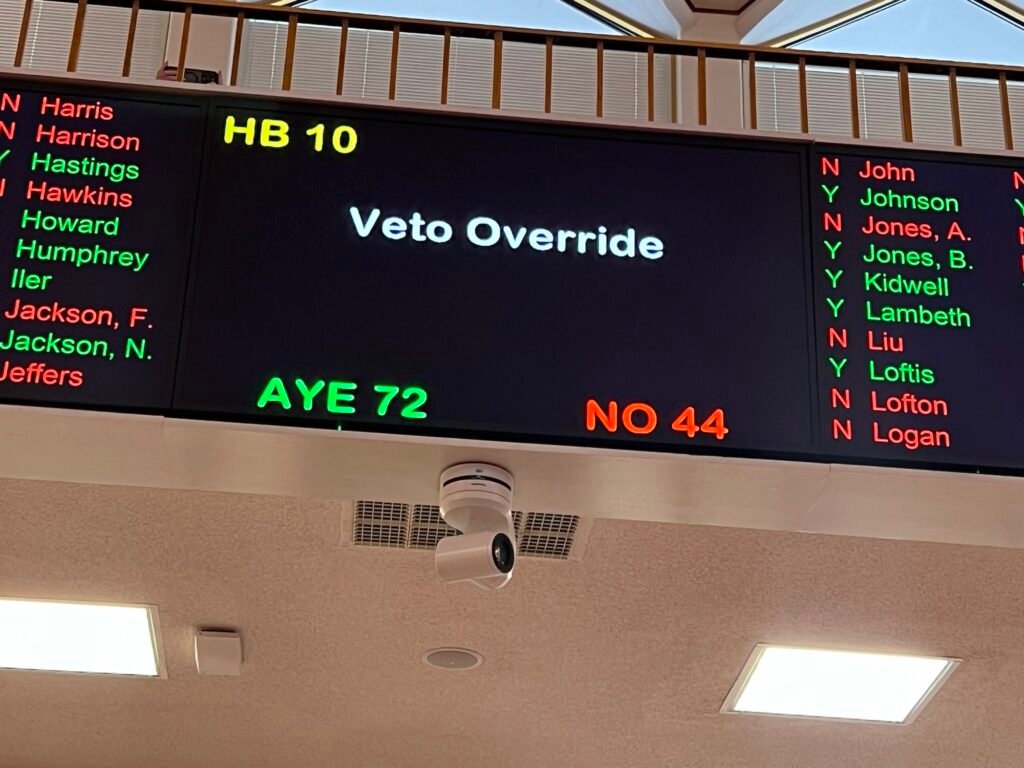 N Harris
N Harrison
Y Hastings
N Hawkins
Howard
Humphrey
Iler
Jackson, F.
Jackson, N.
Jeffers
HB 10
Veto Override
AYE 72
NO 44
N John
Y Johnson
N Jones, A.
Y Jones, B.
Y Kidwell
Y Lambeth
N Liu
Y Loftis
N Lofton
N Logan